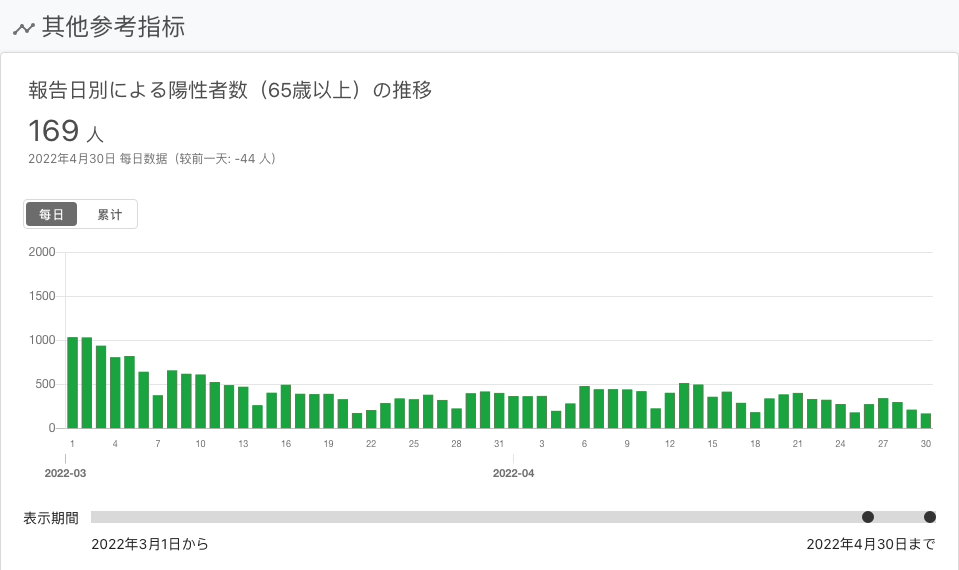 其他参考指标
報告日別による陽性者数（65歳以上）の推移
169 人
2022年4月30日 每日数据（较前一天: -44 人）
每日 累计
2000
1500
1000
500
0
1 4 7 10 13 16 19 22 25 28 31 3 6 9 12 15 18 21 24 27 30
2022-03 2022-04
表示期間
2022年3月1日から 2022年4月30日まで